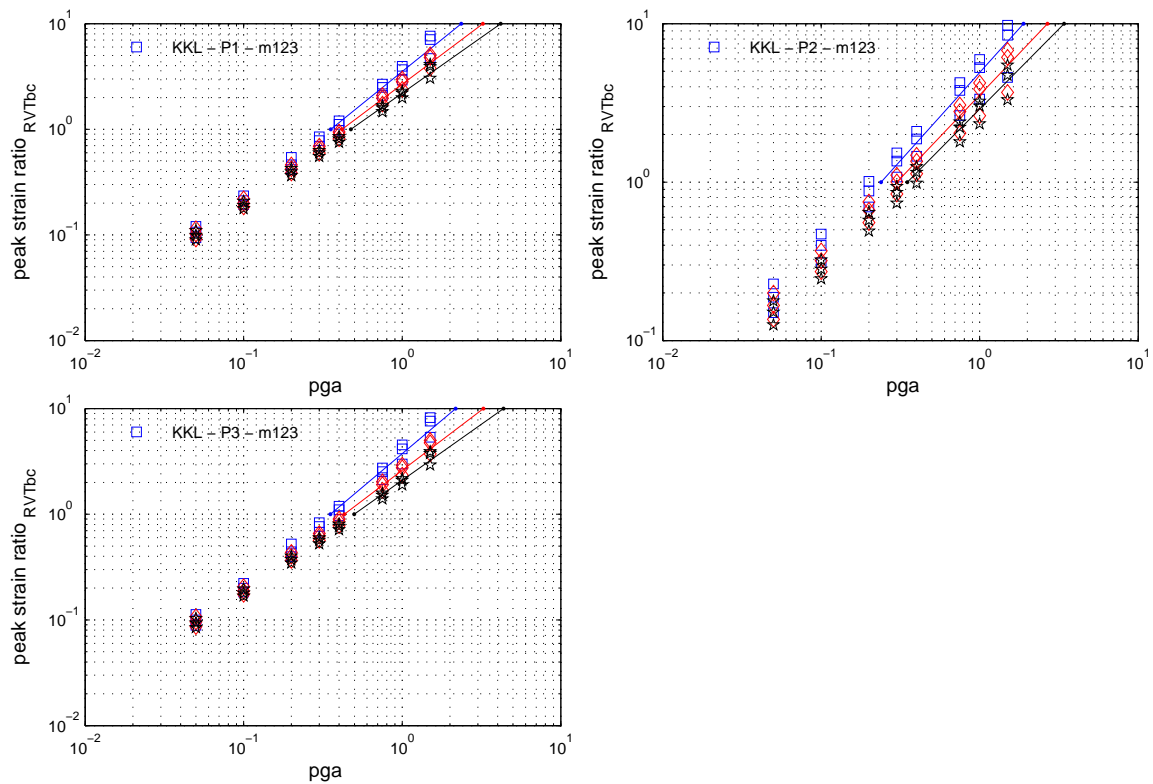 10^1
10^0
10^-1
10^-2
peak strain ratio RVTbc
KKL – P1 – m123
10^-2 10^-1 10^0 10^1
pga
10^1
10^0
10^-1
peak strain ratio RVTbc
KKL – P2 – m123
10^-2 10^-1 10^0 10^1
pga
10^1
10^0
10^-1
10^-2
peak strain ratio RVTbc
KKL – P3 – m123
10^-2 10^-1 10^0 10^1
pga